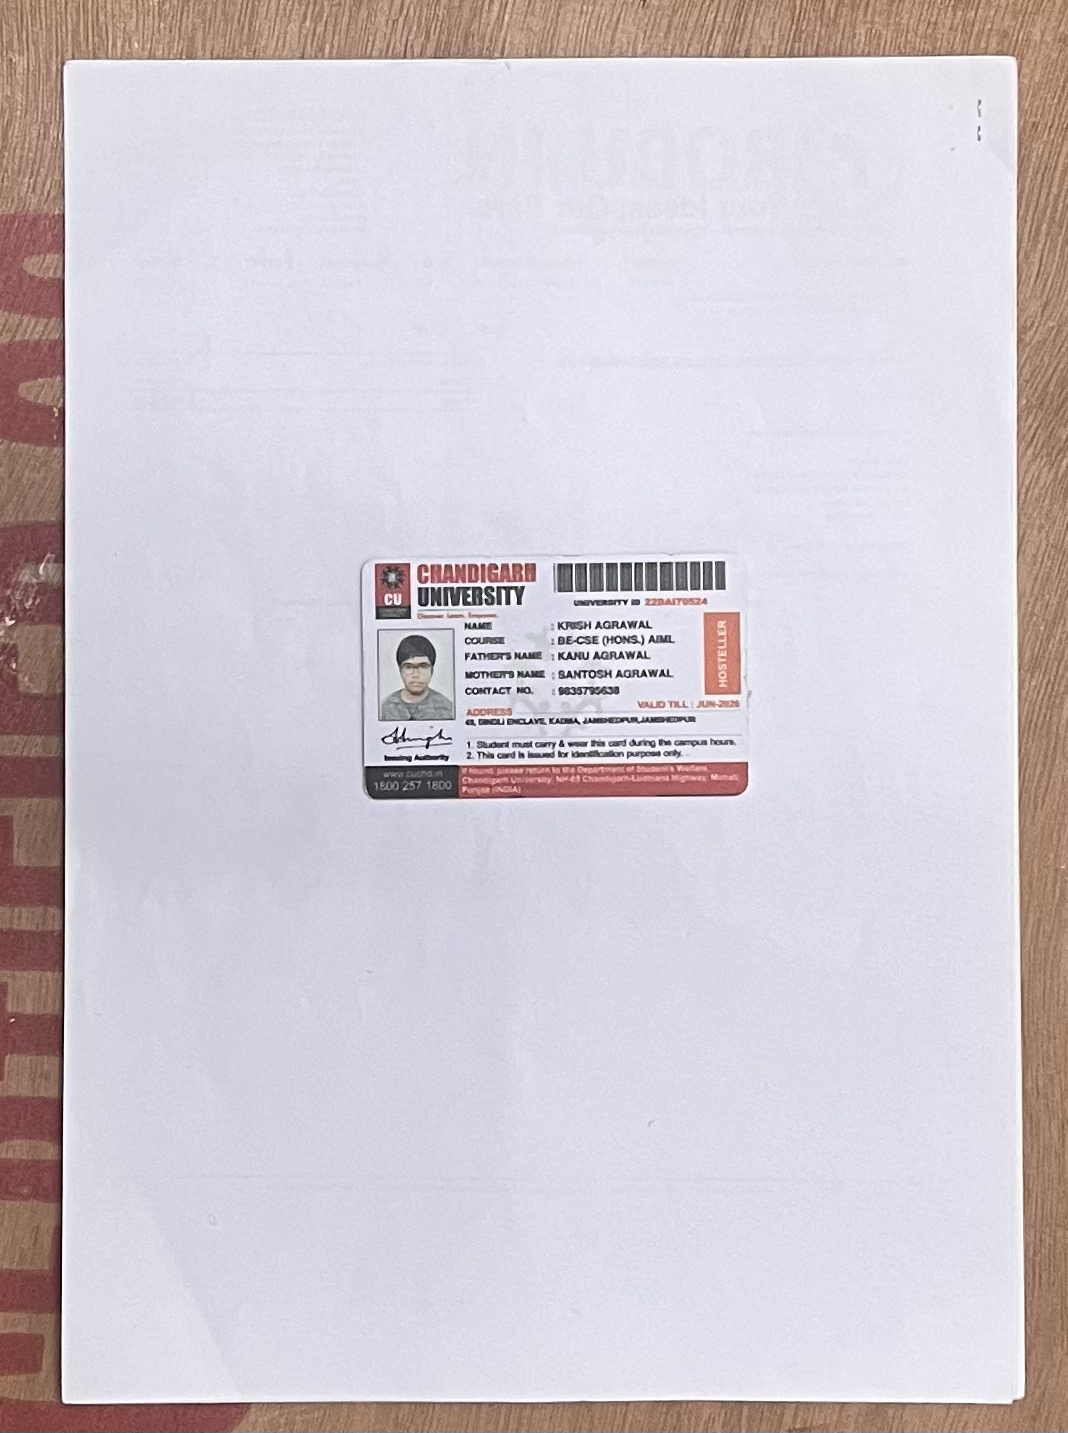 CHANDIGARH
UNIVERSITY
Discover. Learn. Empower.
CU
UNIVERSITY ID 22BAI70524
NAME : KRISH AGRAWAL
COURSE : BE-CSE (HONS.) AIML
FATHER'S NAME : KANU AGRAWAL
MOTHER'S NAME : SANTOSH AGRAWAL
CONTACT NO. : 9835795638
HOSTELLER
VALID TILL : JUN-2026
ADDRESS
43, DINDLI ENCLAVE, KADMA, JAMSHEDPUR,JAMSHEDPUR
Issuing Authority
1. Student must carry & wear this card during the campus hours.
2. This card is issued for identification purpose only.
www.cuchd.in
1800 257 1800
If found, please return to the Department of Student's Welfare,
Chandigarh University, NH-95 Chandigarh-Ludhiana Highway, Mohali,
Punjab (INDIA)